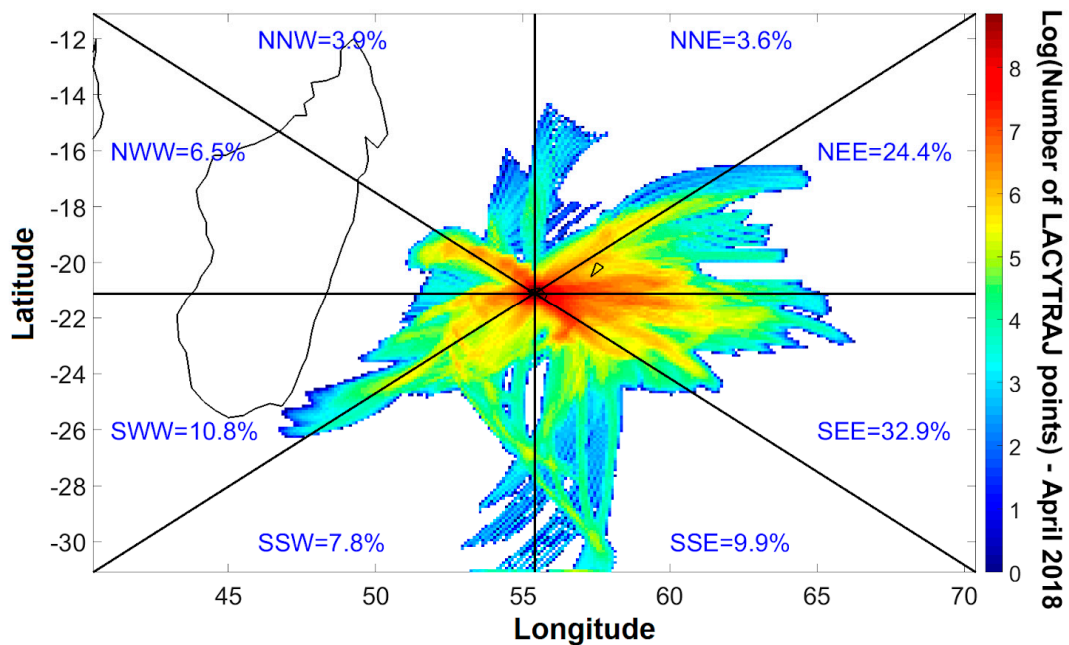 NNW=3.9%
NNE=3.6%
NWW=6.5%
NEE=24.4%
SWW=10.8%
SEE=32.9%
SSW=7.8%
SSE=9.9%
-12
-14
-16
-18
-20
-22
-24
-26
-28
-30
Latitude
45
50
55
60
65
70
Longitude
8
7
6
5
4
3
2
1
0
Log(Number of LACYTRAJ points) - April 2018